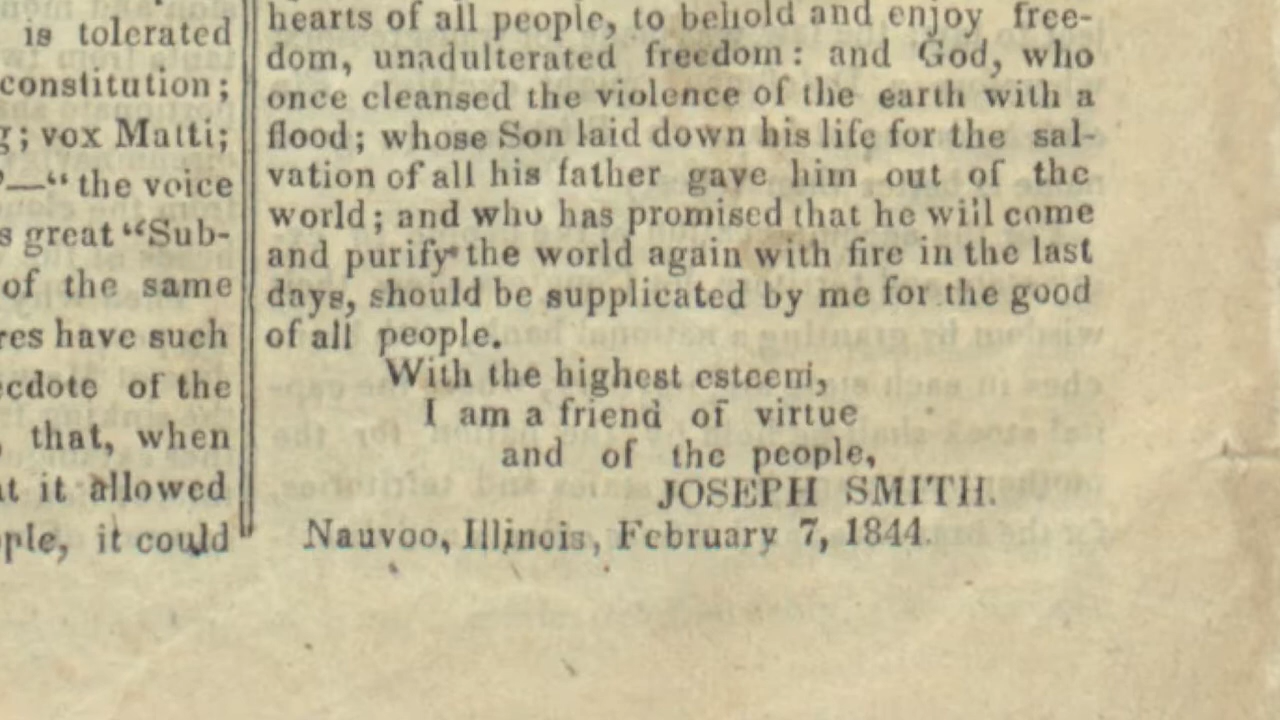 is tolerated
constitution;
g; vox Matti;
"—" the voice
s great "Sub-
of the same
res have such
ecdote of the
, that, when
at it allowed
ople, it could
hearts of all people, to behold and enjoy free-
dom, unadulterated freedom: and God, who
once cleansed the violence of the earth with a
flood; whose Son laid down his life for the sal-
vation of all his father gave him out of the
world; and who has promised that he will come
and purify the world again with fire in the last
days, should be supplicated by me for the good
of all people.
With the highest esteem,
I am a friend of virtue
and of the people,
JOSEPH SMITH.
Nauvoo, Illinois, February 7, 1844.